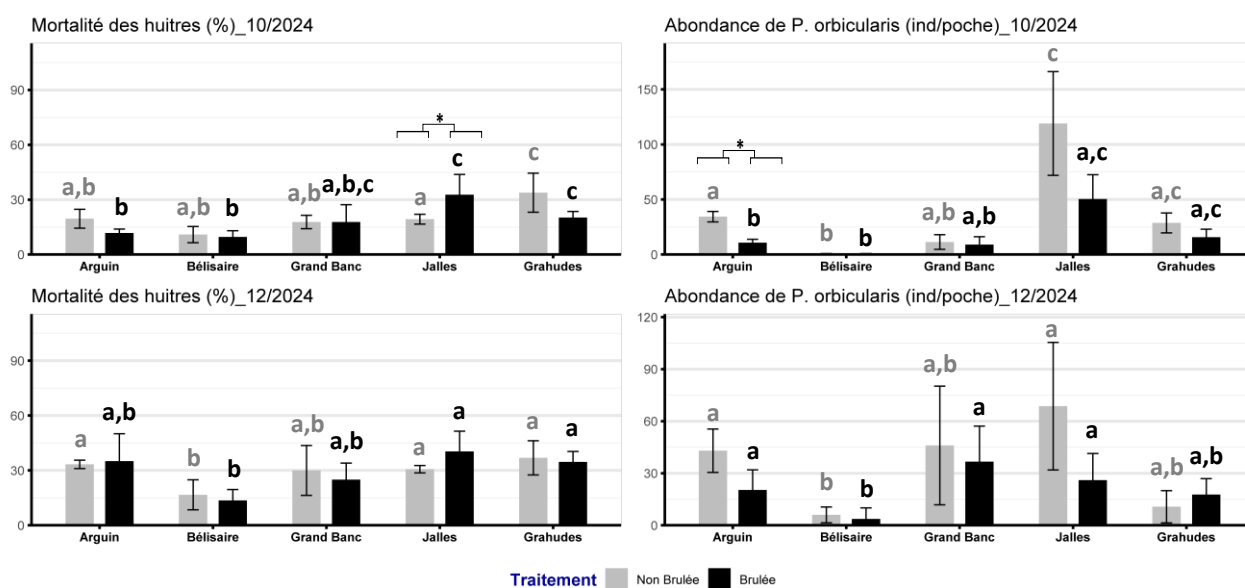 Mortalité des huitres (%)_10/2024
90
60
30
0
a,b
b
a,b
b
a,b
a,b,c
*
a
c
c
c
Arguin
Bélisaire
Grand Banc
Jalles
Grahudes
Abondance de P. orbicularis (ind/poche)_10/2024
150
100
50
0
*
a
b
b
b
a,b
a,b
c
a,c
a,c
a,c
Arguin
Bélisaire
Grand Banc
Jalles
Grahudes
Mortalité des huitres (%)_12/2024
90
60
30
0
a
a,b
b
b
a,b
a,b
a
a
a
a
Arguin
Bélisaire
Grand Banc
Jalles
Grahudes
Abondance de P. orbicularis (ind/poche)_12/2024
120
90
60
30
0
a
a
b
b
a,b
a
a
a
a,b
a,b
Arguin
Bélisaire
Grand Banc
Jalles
Grahudes
Traitement Non Brulée Brulée